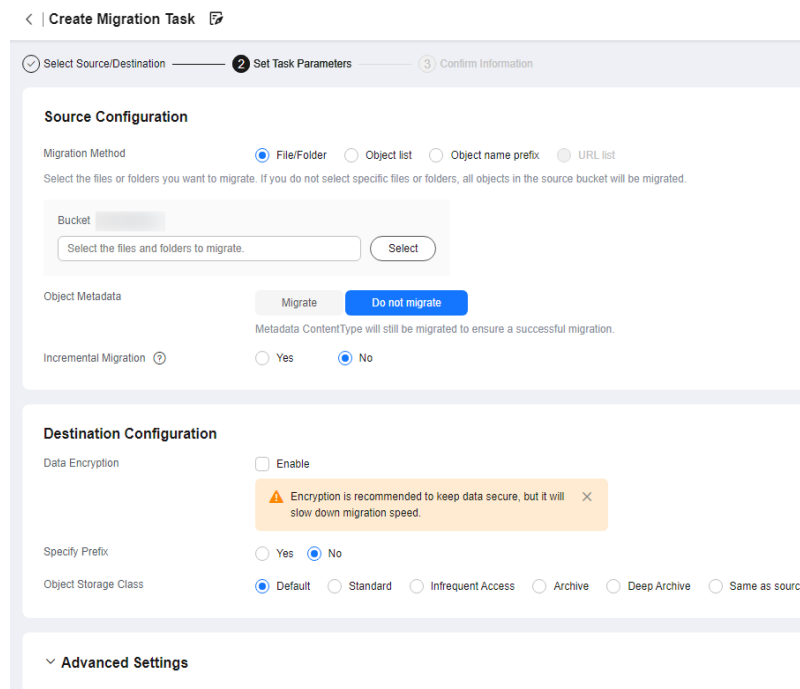 Create Migration Task
Select Source/Destination 2 Set Task Parameters 3 Confirm Information
Source Configuration
Migration Method File/Folder Object list Object name prefix URL list
Select the files or folders you want to migrate. If you do not select specific files or folders, all objects in the source bucket will be migrated.
Bucket
Select the files and folders to migrate. Select
Object Metadata Migrate Do not migrate
Metadata ContentType will still be migrated to ensure a successful migration.
Incremental Migration ? Yes No
Destination Configuration
Data Encryption Enable
Encryption is recommended to keep data secure, but it will
slow down migration speed.
Specify Prefix Yes No
Object Storage Class Default Standard Infrequent Access Archive Deep Archive Same as sourc
Advanced Settings